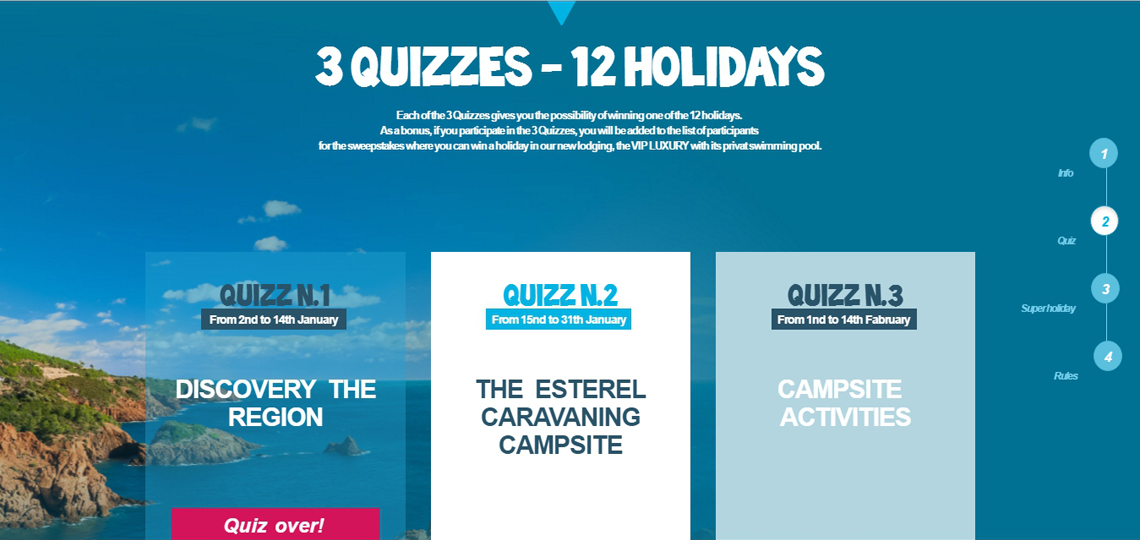 3 QUIZZES - 12 HOLIDAYS
Each of the 3 Quizzes gives you the possibility of winning one of the 12 holidays.
As a bonus, if you participate in the 3 Quizzes, you will be added to the list of participants
for the sweepstakes where you can win a holiday in our new lodging, the VIP LUXURY with its privat swimming pool.
1
Info
2
Quiz
3
Super holiday
4
Rules
QUIZZ N.1
From 2nd to 14th January
DISCOVERY THE
REGION
Quiz over!
QUIZZ N.2
From 15nd to 31th January
THE ESTEREL
CARAVANING
CAMPSITE
QUIZZ N.3
From 1nd to 14th Fabruary
CAMPSITE
ACTIVITIES